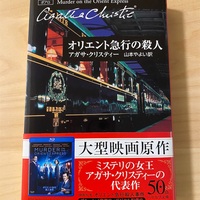 Murder on the Orient Express
Agatha Christie
オリエント急行の殺人
アガサ・クリスティー 山本やよい訳
大型映画原作
ミステリの女王
アガサ・クリスティーの
代表作
50
MURDER